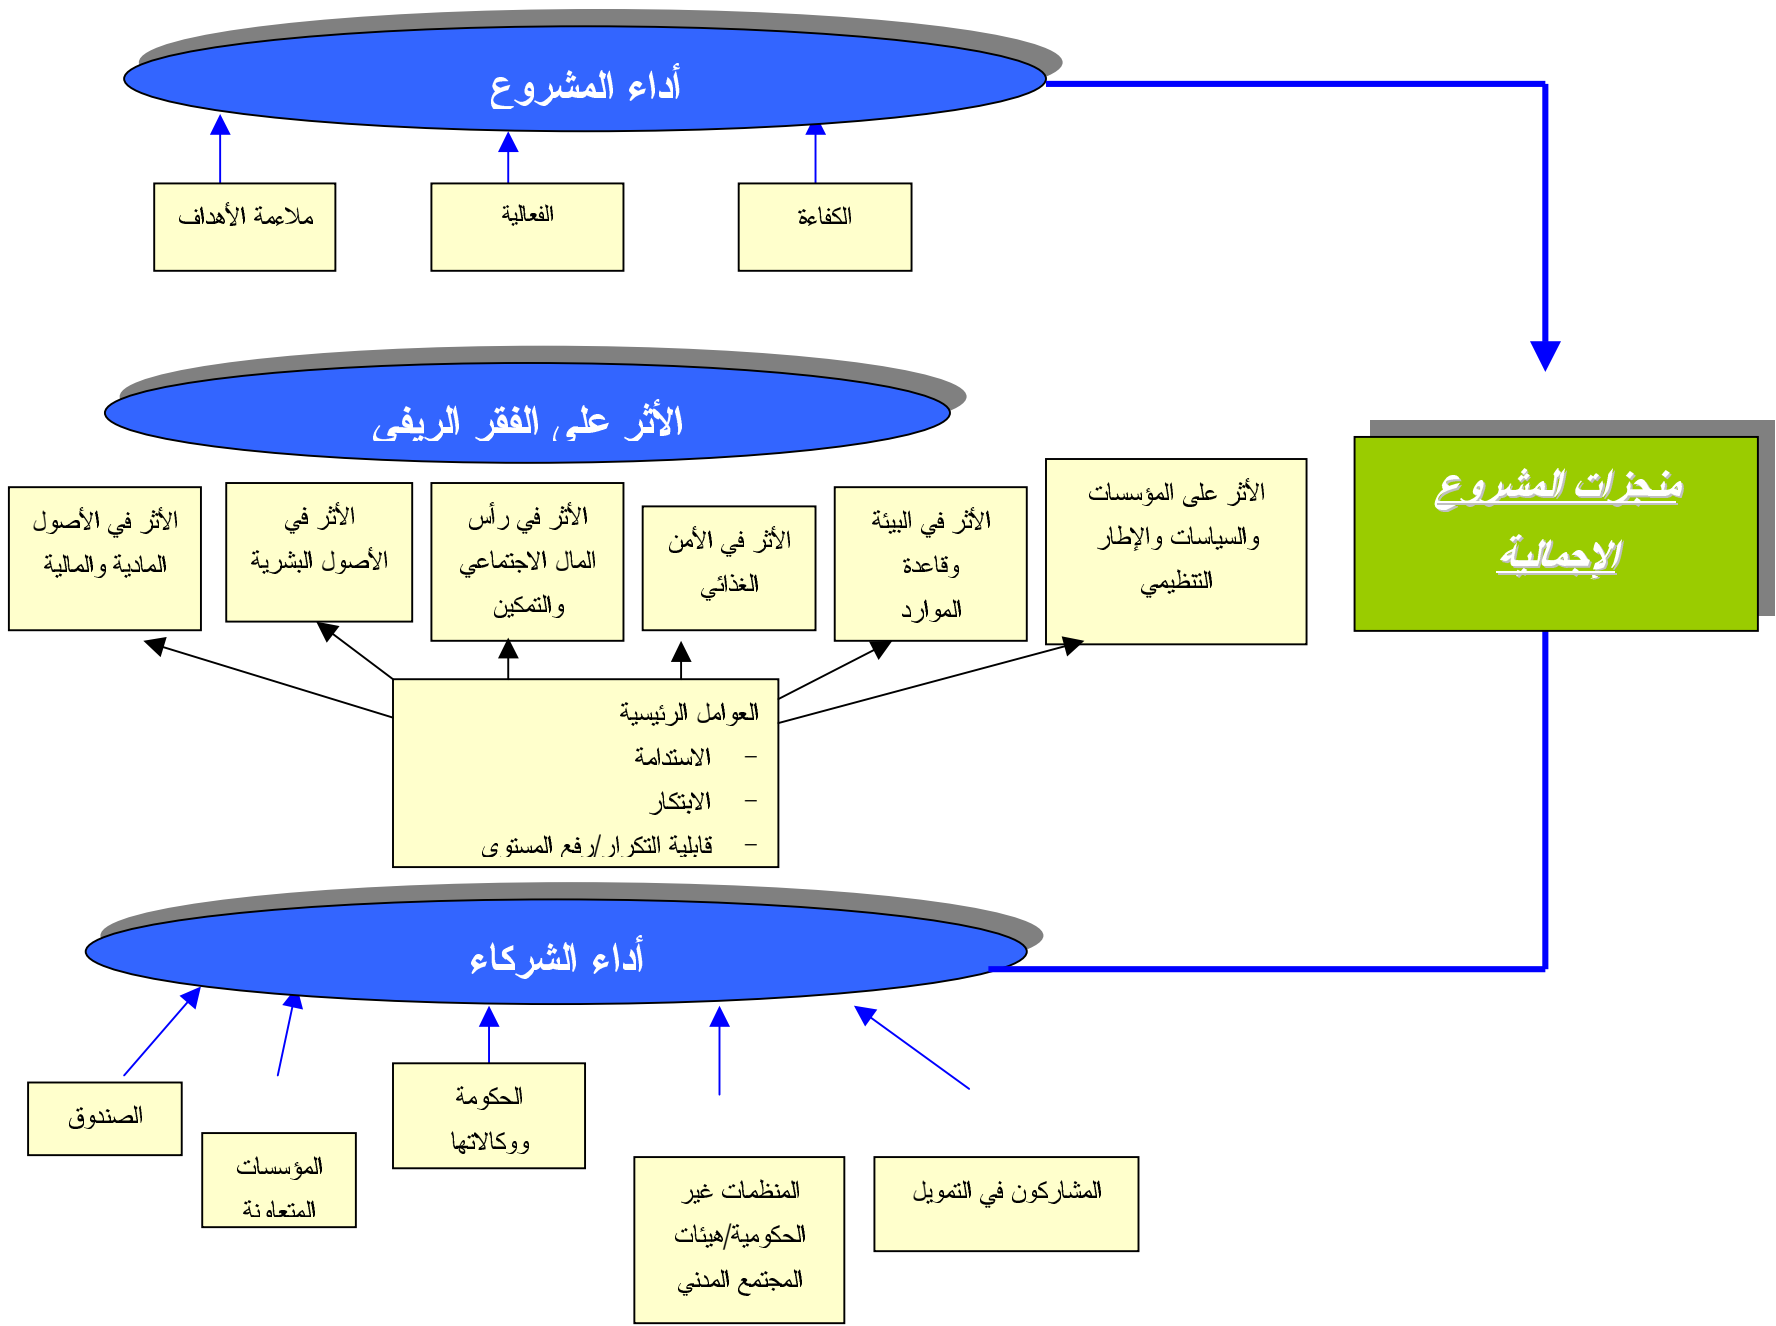 أداء المشروع
الكفاءة
الفعالية
ملاءمة الأهداف
الأثر على الفقر الريفي
منجزات المشروع
الإجمالية
الأثر على المؤسسات
والسياسات والإطار
التنظيمي
الأثر في البيئة
وقاعدة
الموارد
الأثر في الأمن
الغذائي
الأثر في رأس
المال الاجتماعي
والتمكين
الأثر في
الأصول البشرية
الأثر في الأصول
المادية والمالية
العوامل الرئيسية
- الاستدامة
- الابتكار
- قابلية التكرار/رفع المستوى
أداء الشركاء
المشاركون في التمويل
المنظمات غير
الحكومية/هيئات
المجتمع المدني
الحكومة
ووكالاتها
المؤسسات
المتعاونة
الصندوق